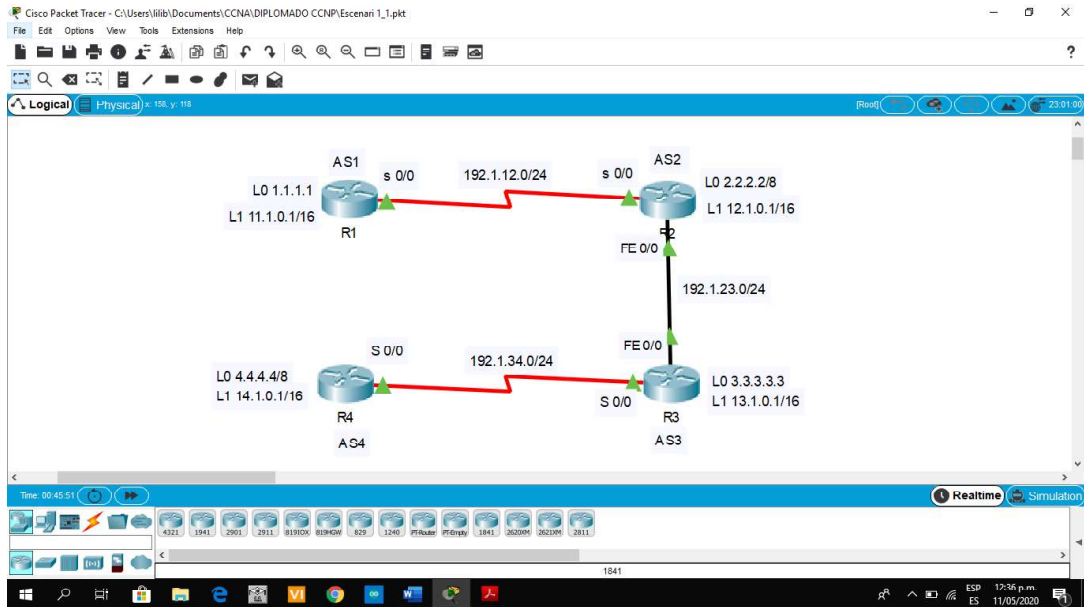 Cisco Packet Tracer - C:\Users\lilib\Documents\CCNA\DIPLOMADO CCNP\Escenari 1_1.pkt
File Edit Options View Tools Extensions Help
?
Logical Physical x: 158, y: 118 [Root] 23:01:00
AS1
s 0/0
192.1.12.0/24
s 0/0
AS2
L0 1.1.1.1
L1 11.1.0.1/16
R1
L0 2.2.2.2/8
L1 12.1.0.1/16
R2
FE 0/0
192.1.23.0/24
FE 0/0
S 0/0
192.1.34.0/24
L0 4.4.4.4/8
L1 14.1.0.1/16
R4
AS4
S 0/0
L0 3.3.3.3.3
L1 13.1.0.1/16
R3
AS3
Time: 00:45:51 Realtime Simulation
4321 1941 2901 2911 819IOX 819HGW 829 1240 PT-Router PT-Empty 1841 2620XM 2621XM 2811
1841
ESP 12:36 p.m.
ES 11/05/2020